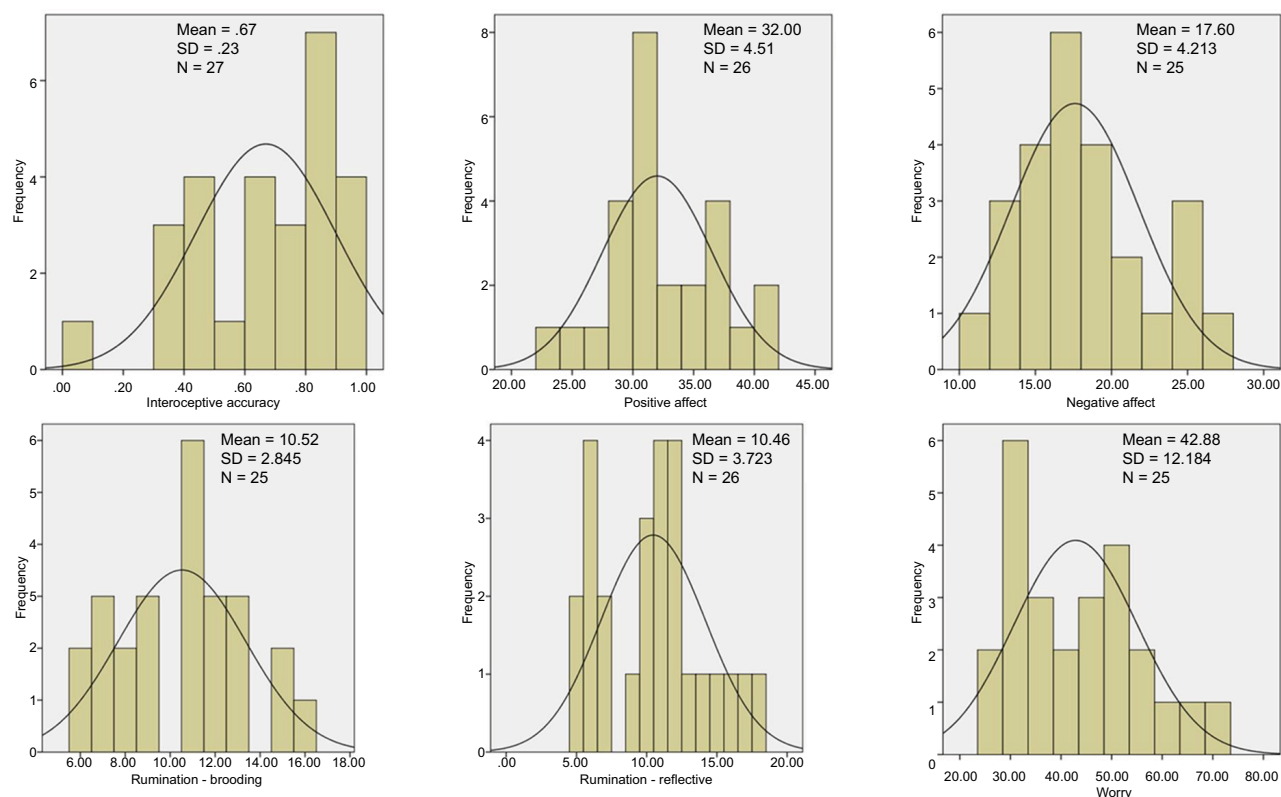 Mean = .67
SD = .23
N = 27
6
4
2
0
Frequency
.00 .20 .40 .60 .80 1.00
Interoceptive accuracy
Mean = 32.00
SD = 4.51
N = 26
8
6
4
2
0
Frequency
20.00 25.00 30.00 35.00 40.00 45.00
Positive affect
Mean = 17.60
SD = 4.213
N = 25
6
5
4
3
2
1
0
Frequency
10.00 15.00 20.00 25.00 30.00
Negative affect
Mean = 10.52
SD = 2.845
N = 25
6
5
4
5
2
1
0
Frequency
6.00 8.00 10.00 12.00 14.00 16.00 18.00
Rumination - brooding
Mean = 10.46
SD = 3.723
N = 26
4
3
2
1
0
Frequency
.00 5.00 10.00 15.00 20.00
Rumination - reflective
Mean = 42.88
SD = 12.184
N = 25
6
5
4
3
2
1
0
Frequency
20.00 30.00 40.00 50.00 60.00 70.00 80.00
Worry